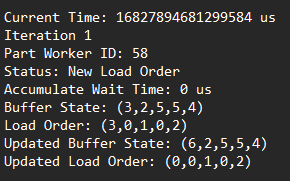 Current Time: 16827894681299584 us
Iteration 1
Part Worker ID: 58
Status: New Load Order
Accumulate Wait Time: 0 us
Buffer State: (3,2,5,5,4)
Load Order: (3,0,1,0,2)
Updated Buffer State: (6,2,5,5,4)
Updated Load Order: (0,0,1,0,2)